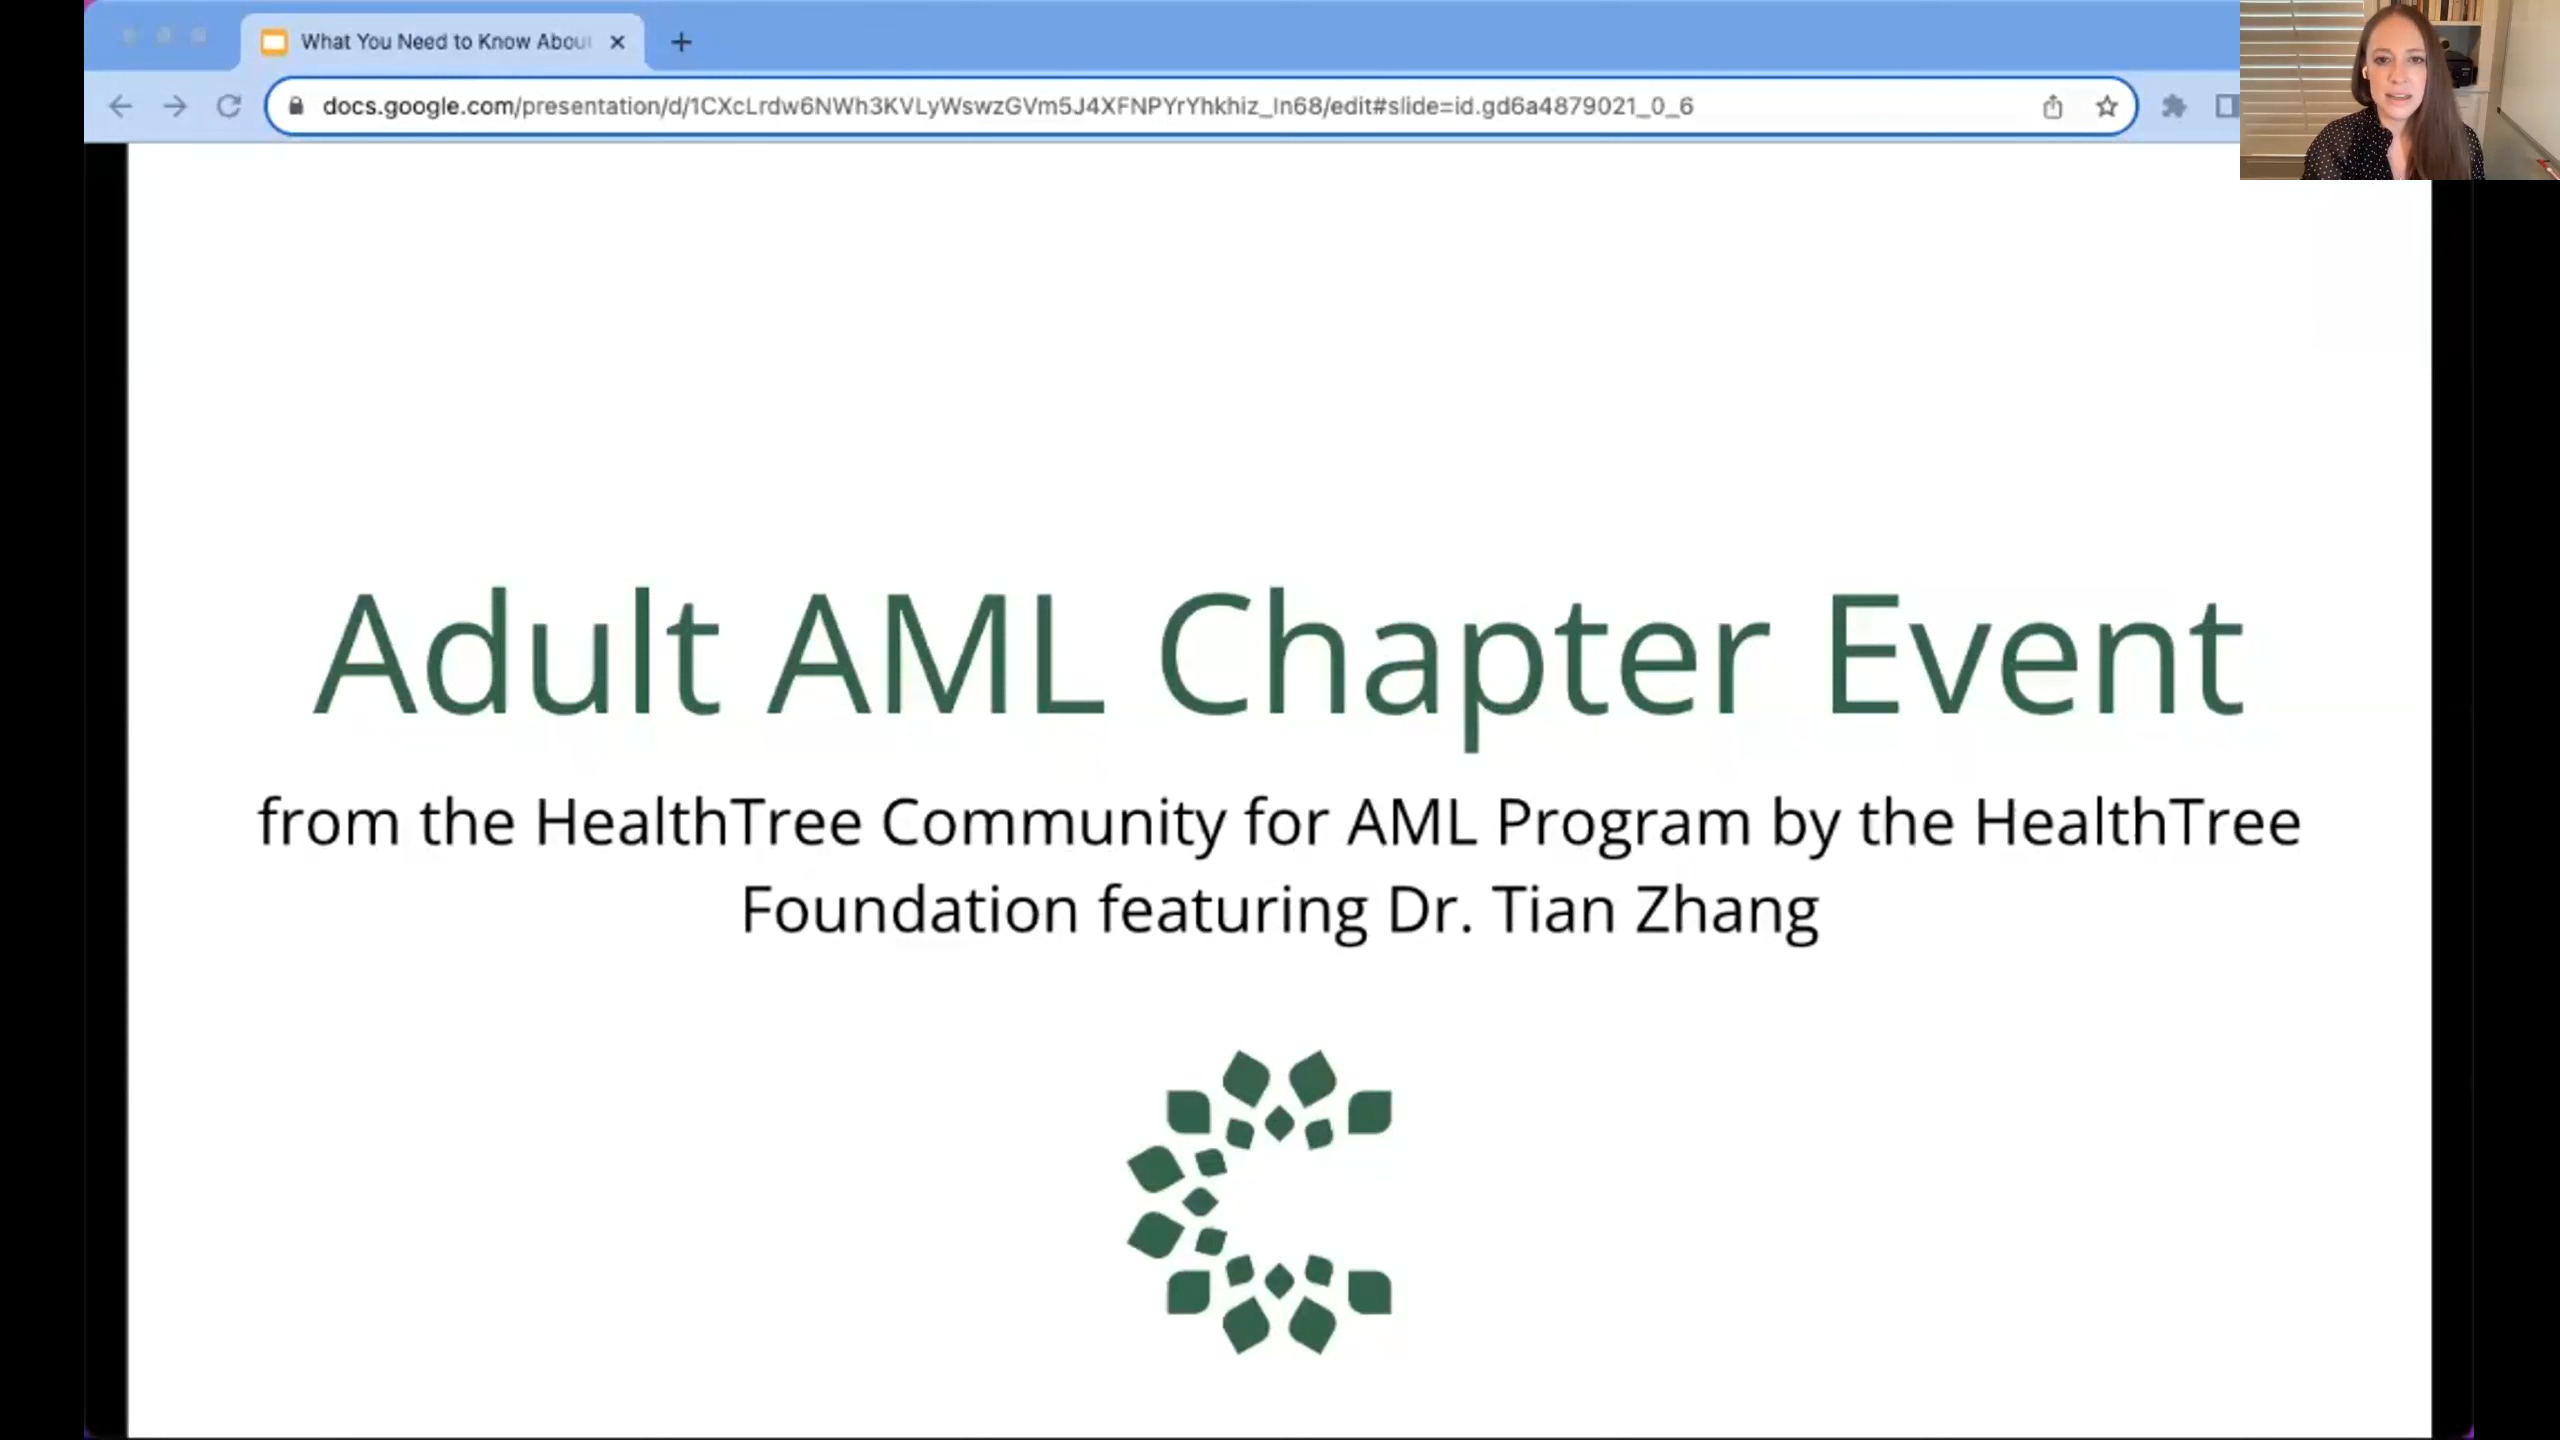 What You Need to Know Abou
docs.google.com/presentation/d/1CXcLrdw6NWh3KVLyWswzGVm5J4XFNPYrYhkhiz_In68/edit#slide=id.gd6a4879021_0_6
Adult AML Chapter Event
from the HealthTree Community for AML Program by the HealthTree
Foundation featuring Dr. Tian Zhang